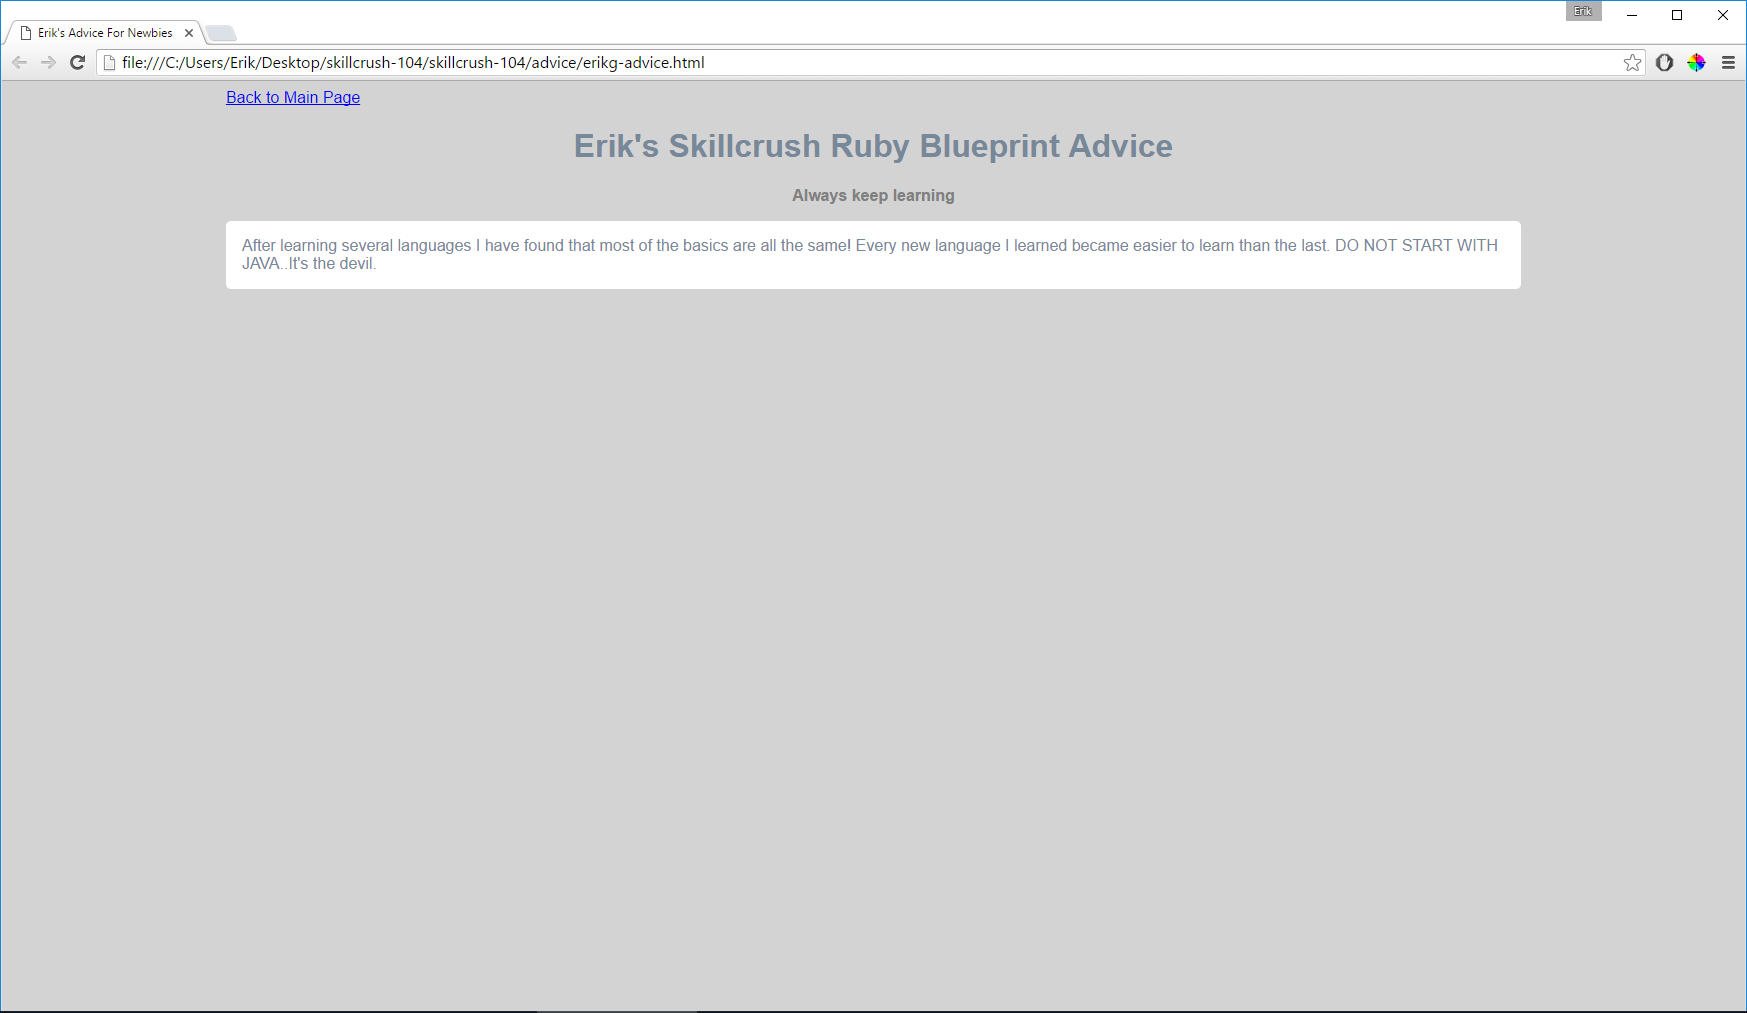 Erik
Erik's Advice For Newbies
file:///C:/Users/Erik/Desktop/skillcrush-104/skillcrush-104/advice/erikg-advice.html
Back to Main Page
Erik's Skillcrush Ruby Blueprint Advice
Always keep learning
After learning several languages I have found that most of the basics are all the same! Every new language I learned became easier to learn than the last. DO NOT START WITH
JAVA..It's the devil.